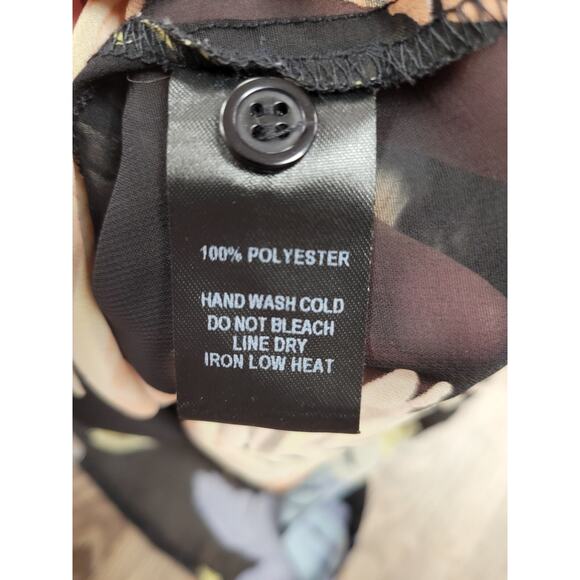 100% POLYESTER
HAND WASH COLD
DO NOT BLEACH
LINE DRY
IRON LOW HEAT